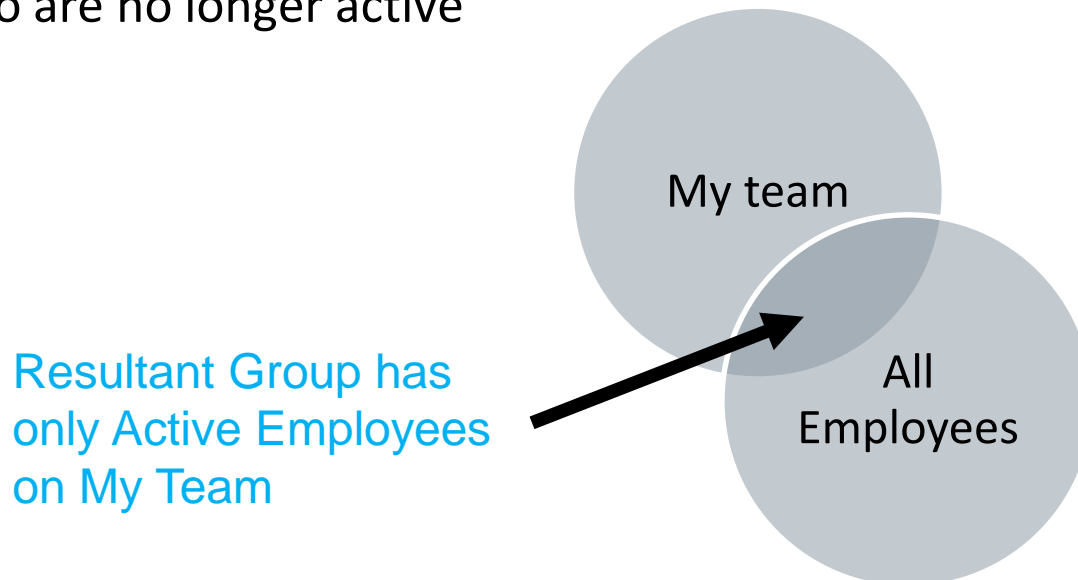 o are no longer active
My team
All
Employees
Resultant Group has
only Active Employees
on My Team